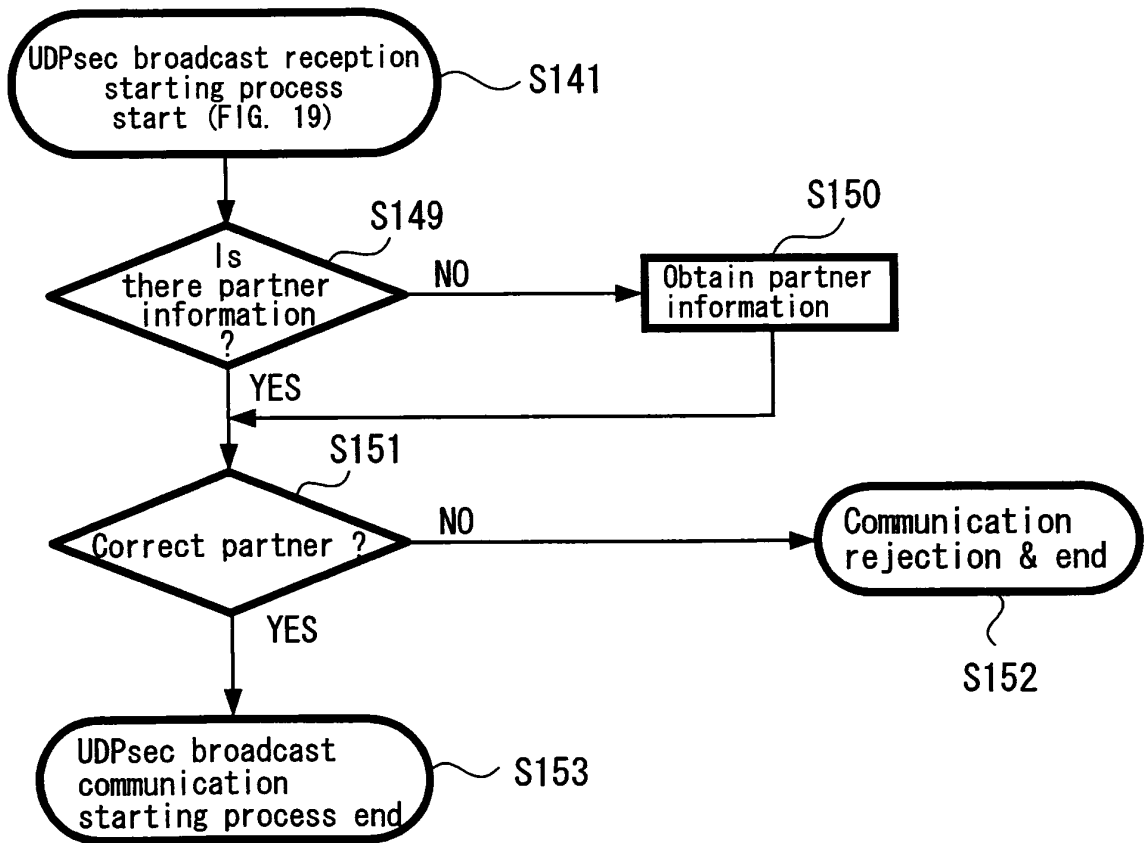 UDPsec broadcast reception
starting process
start (FIG. 19)
S141
S149
Is
there partner
information
?
NO
S150
Obtain partner
information
YES
S151
Correct partner ?
NO
Communication
rejection & end
S152
YES
UDPsec broadcast
communication
starting process end
S153